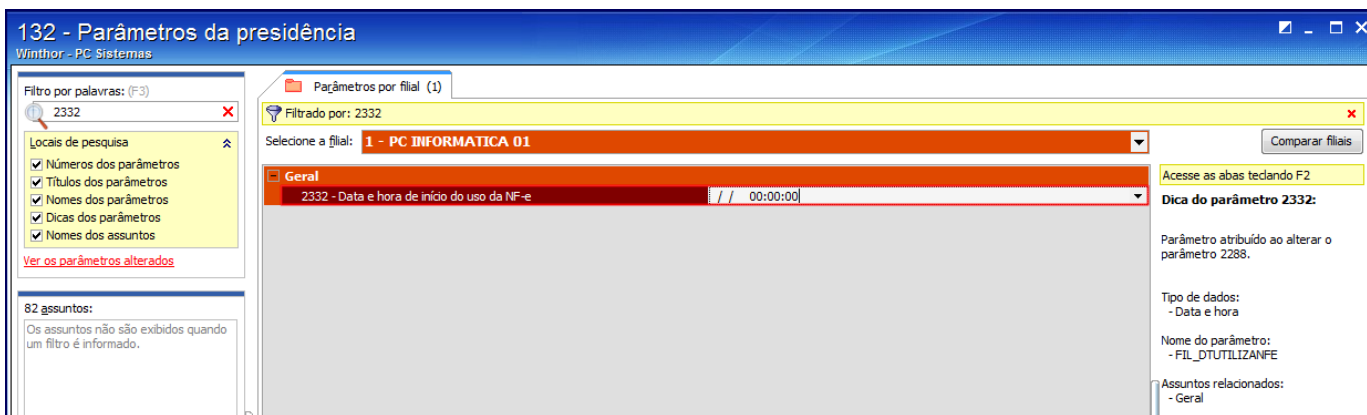 132 - Parâmetros da presidência
Winthor - PC Sistemas
Filtro por palavras: (F3)
2332
Locais de pesquisa
Números dos parâmetros
Títulos dos parâmetros
Nomes dos parâmetros
Dicas dos parâmetros
Nomes dos assuntos
Ver os parâmetros alterados
82 assuntos:
Os assuntos não são exibidos quando
um filtro é informado.
Parâmetros por filial (1)
Filtrado por: 2332
Selecione a filial: 1 - PC INFORMATICA 01
Comparar filiais
Geral
2332 - Data e hora de início do uso da NF-e / / 00:00:00
Acesse as abas teclando F2
Dica do parâmetro 2332:
Parâmetro atribuído ao alterar o
parâmetro 2288.
Tipo de dados:
- Data e hora
Nome do parâmetro:
- FIL_DTUTILIZANFE
Assuntos relacionados:
- Geral